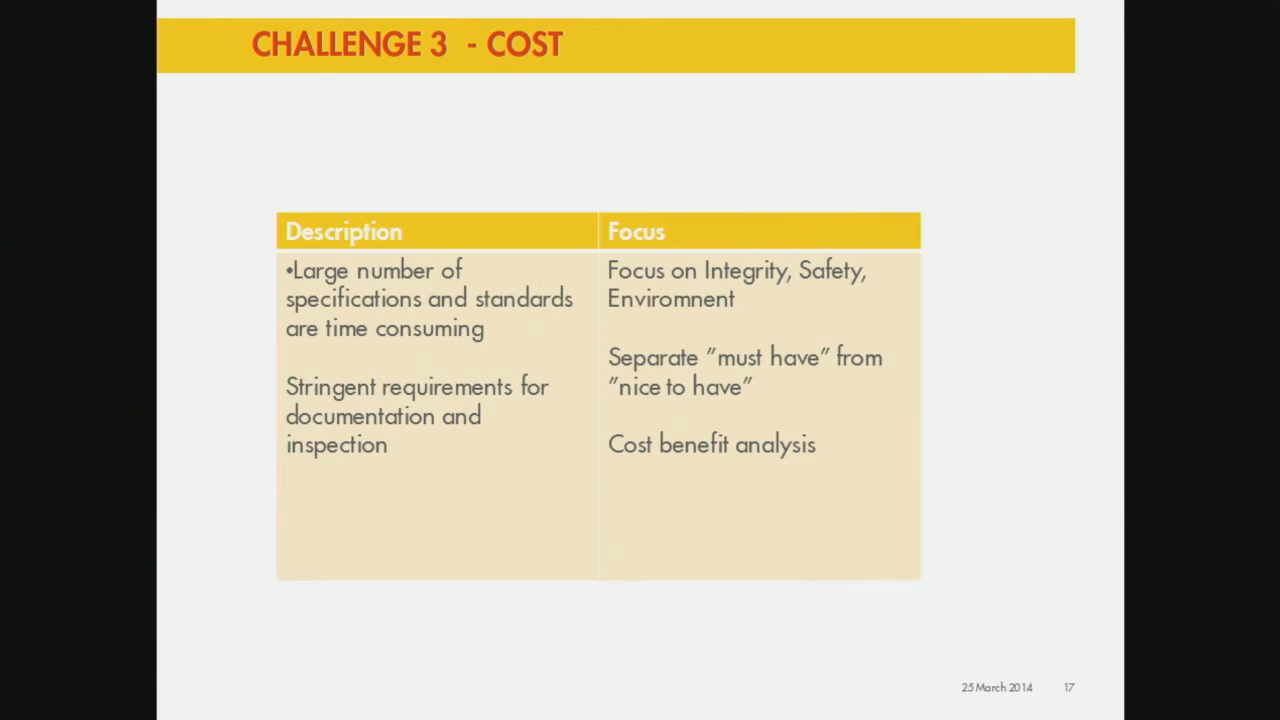 CHALLENGE 3 - COST
Description
Focus
•Large number of
specifications and standards
are time consuming
Stringent requirements for
documentation and
inspection
Focus on Integrity, Safety,
Enviromnent
Separate ”must have” from
”nice to have”
Cost benefit analysis
25 March 2014
17